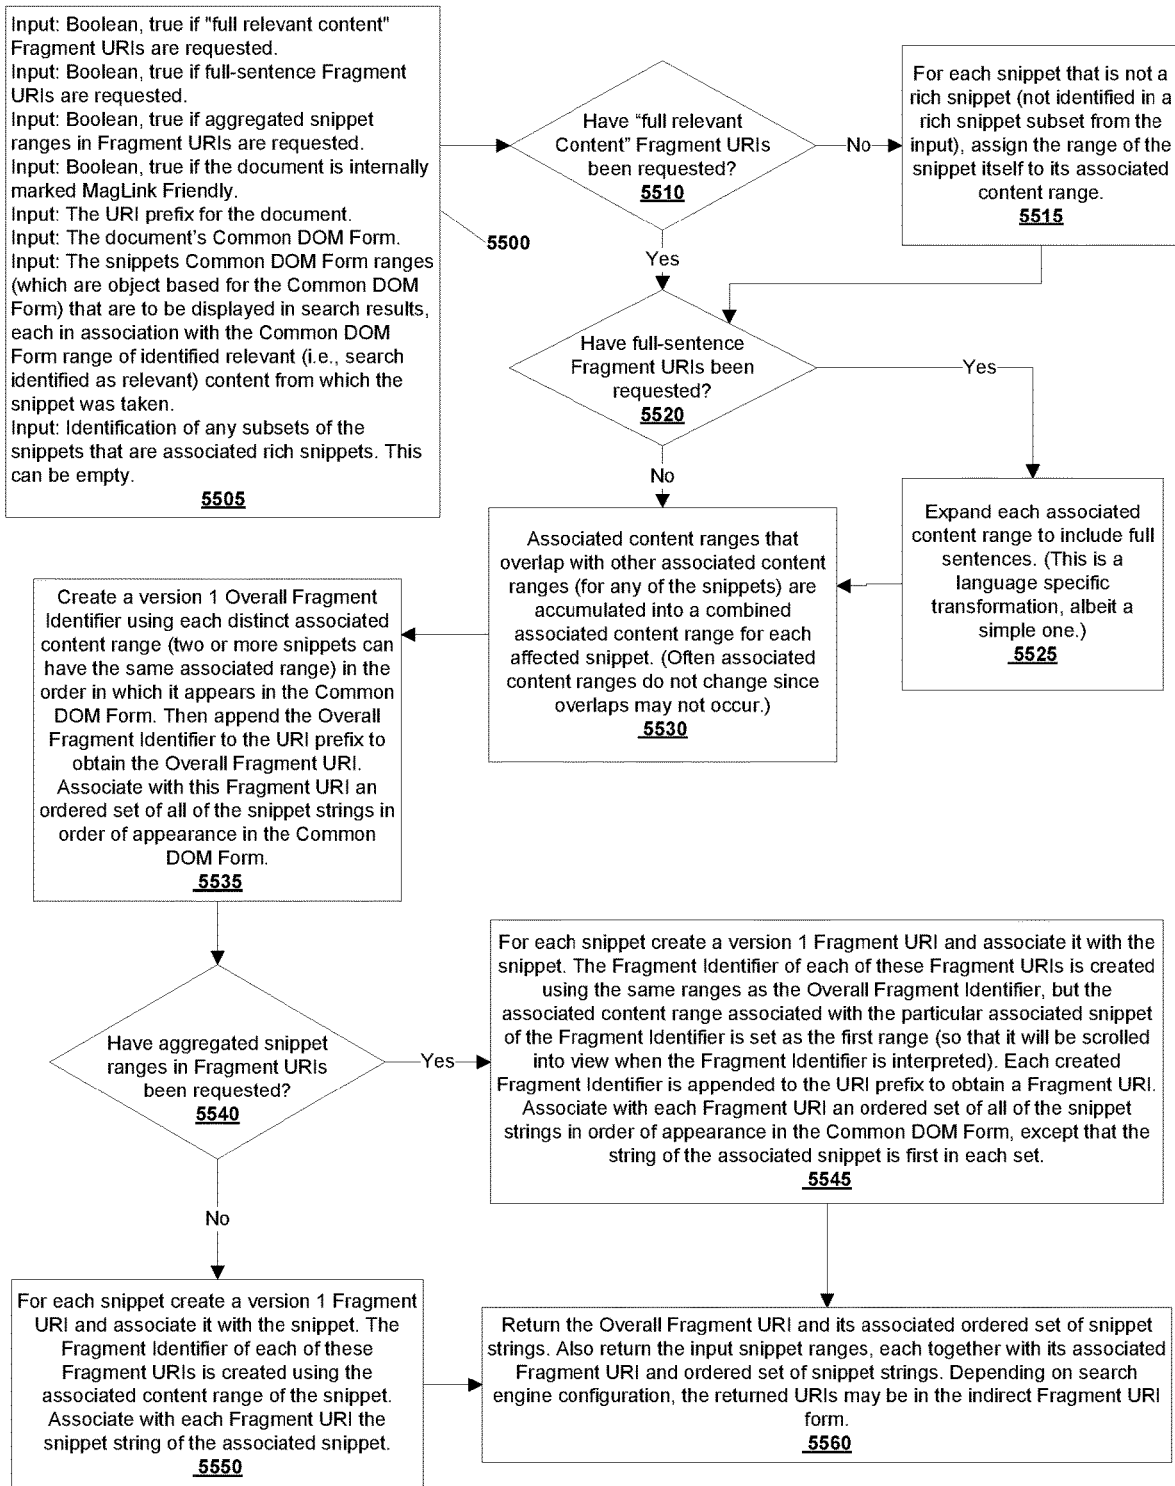 Input: Boolean, true if "full relevant content"
Fragment URIs are requested.
Input: Boolean, true if full-sentence Fragment
URIs are requested.
Input: Boolean, true if aggregated snippet
ranges in Fragment URIs are requested.
Input: Boolean, true if the document is internally
marked MagLink Friendly.
Input: The URI prefix for the document.
Input: The document's Common DOM Form.
Input: The snippets Common DOM Form ranges
(which are object based for the Common DOM
Form) that are to be displayed in search results,
each in association with the Common DOM
Form range of identified relevant (i.e., search
identified as relevant) content from which the
snippet was taken.
Input: Identification of any subsets of the
snippets that are associated rich snippets. This
can be empty.
5505
5500
Have “full relevant
Content” Fragment URIs
been requested?
5510
No
For each snippet that is not a
rich snippet (not identified in a
rich snippet subset from the
input), assign the range of the
snippet itself to its associated
content range.
5515
Yes
Have full-sentence
Fragment URIs been
requested?
5520
Yes
No
Expand each associated
content range to include full
sentences. (This is a
language specific
transformation, albeit a
simple one.)
5525
Associated content ranges that
overlap with other associated content
ranges (for any of the snippets) are
accumulated into a combined
associated content range for each
affected snippet. (Often associated
content ranges do not change since
overlaps may not occur.)
5530
Create a version 1 Overall Fragment
Identifier using each distinct associated
content range (two or more snippets can
have the same associated range) in the
order in which it appears in the Common
DOM Form. Then append the Overall
Fragment Identifier to the URI prefix to
obtain the Overall Fragment URI.
Associate with this Fragment URI an
ordered set of all of the snippet strings in
order of appearance in the Common
DOM Form.
5535
Have aggregated snippet
ranges in Fragment URIs
been requested?
5540
Yes
For each snippet create a version 1 Fragment URI and associate it with the
snippet. The Fragment Identifier of each of these Fragment URIs is created
using the same ranges as the Overall Fragment Identifier, but the
associated content range associated with the particular associated snippet
of the Fragment Identifier is set as the first range (so that it will be scrolled
into view when the Fragment Identifier is interpreted). Each created
Fragment Identifier is appended to the URI prefix to obtain a Fragment URI.
Associate with each Fragment URI an ordered set of all of the snippet
strings in order of appearance in the Common DOM Form, except that the
string of the associated snippet is first in each set.
5545
No
For each snippet create a version 1 Fragment
URI and associate it with the snippet. The
Fragment Identifier of each of these
Fragment URIs is created using the
associated content range of the snippet.
Associate with each Fragment URI the
snippet string of the associated snippet.
5550
Return the Overall Fragment URI and its associated ordered set of snippet
strings. Also return the input snippet ranges, each together with its associated
Fragment URI and ordered set of snippet strings. Depending on search
engine configuration, the returned URIs may be in the indirect Fragment URI
form.
5560